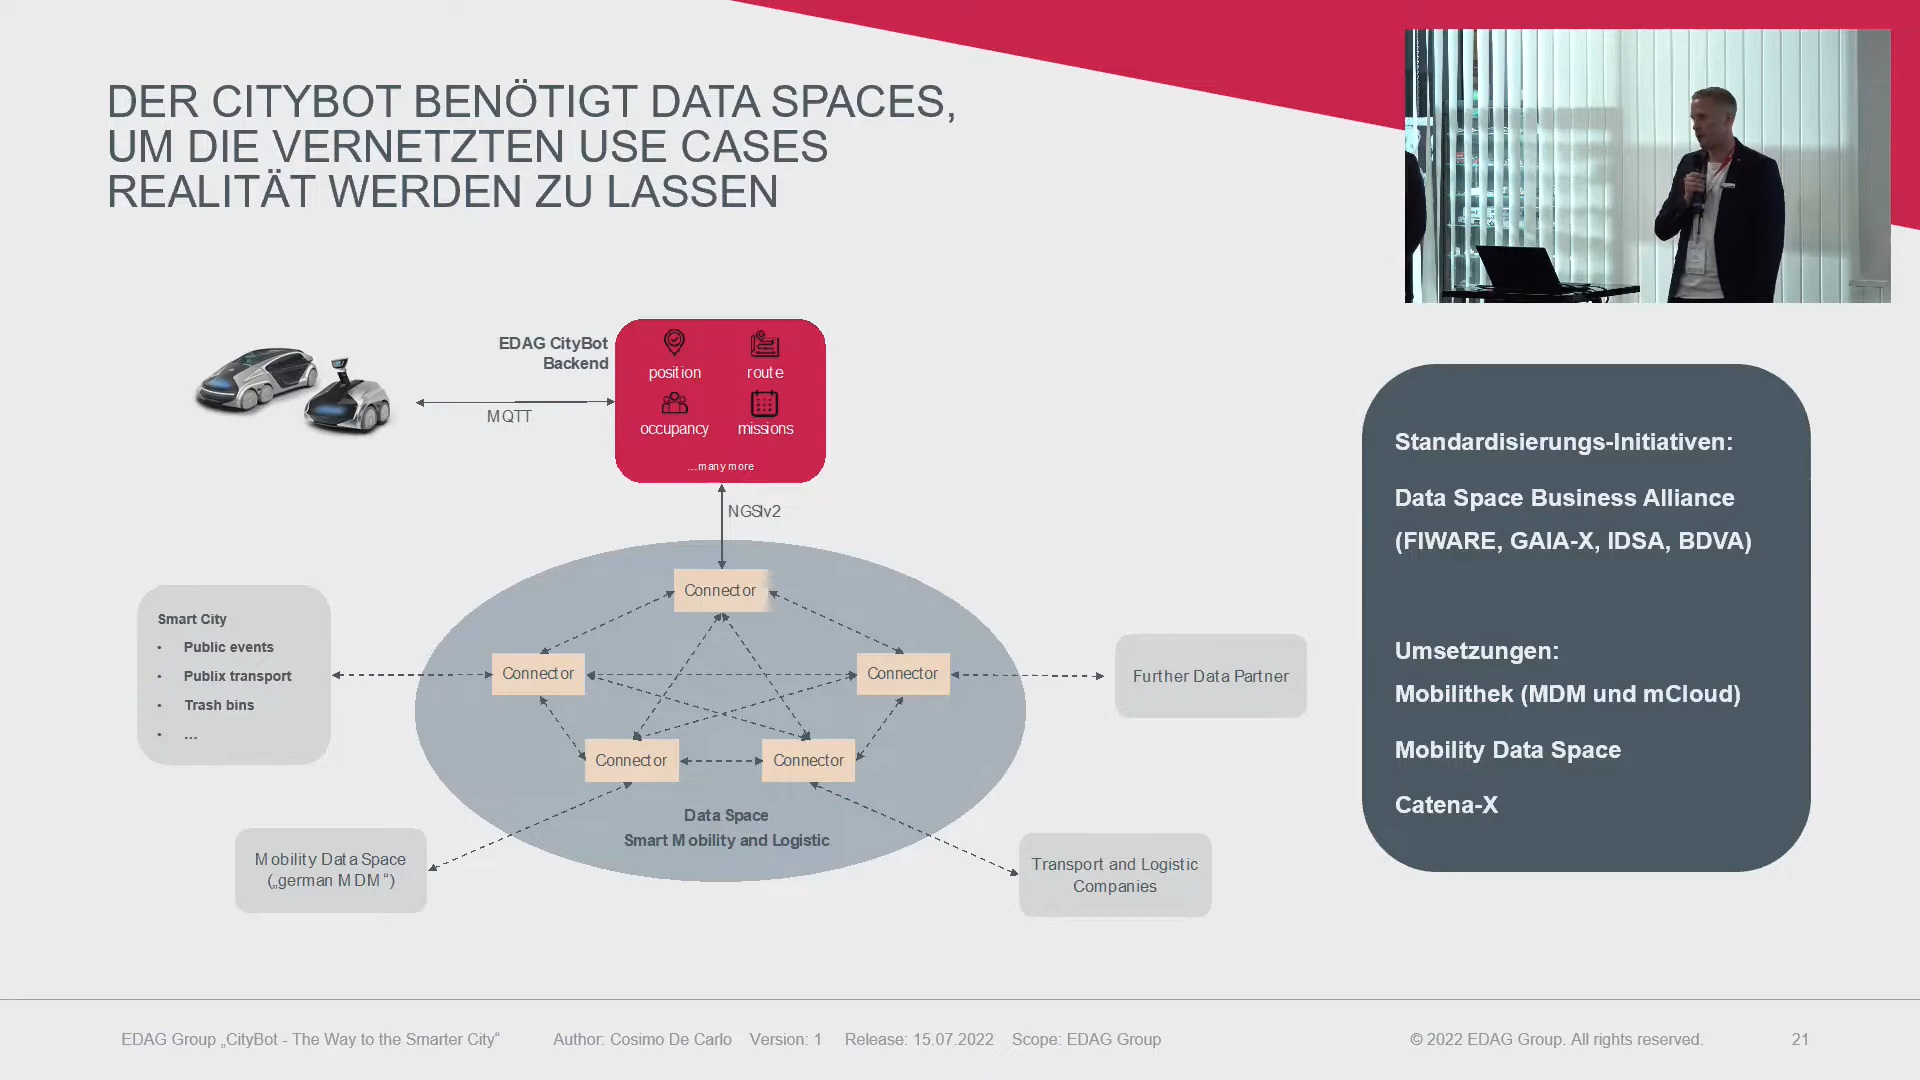 DER CITYBOT BENÖTIGT DATA SPACES,
UM DIE VERNETZTEN USE CASES
REALITÄT WERDEN ZU LASSEN
EDAG CityBot
Backend
position
route
occupancy
missions
...many more
MQTT
NGSIv2
Connector
Connector
Connector
Connector
Connector
Data Space
Smart Mobility and Logistic
Smart City
• Public events
• Publix transport
• Trash bins
• ...
Further Data Partner
Mobility Data Space
(„german MDM“)
Transport and Logistic
Companies
Standardisierungs-Initiativen:
Data Space Business Alliance
(FIWARE, GAIA-X, IDSA, BDVA)
Umsetzungen:
Mobilithek (MDM und mCloud)
Mobility Data Space
Catena-X
EDAG Group „CityBot - The Way to the Smarter City“ Author: Cosimo De Carlo Version: 1 Release: 15.07.2022 Scope: EDAG Group © 2022 EDAG Group. All rights reserved. 21